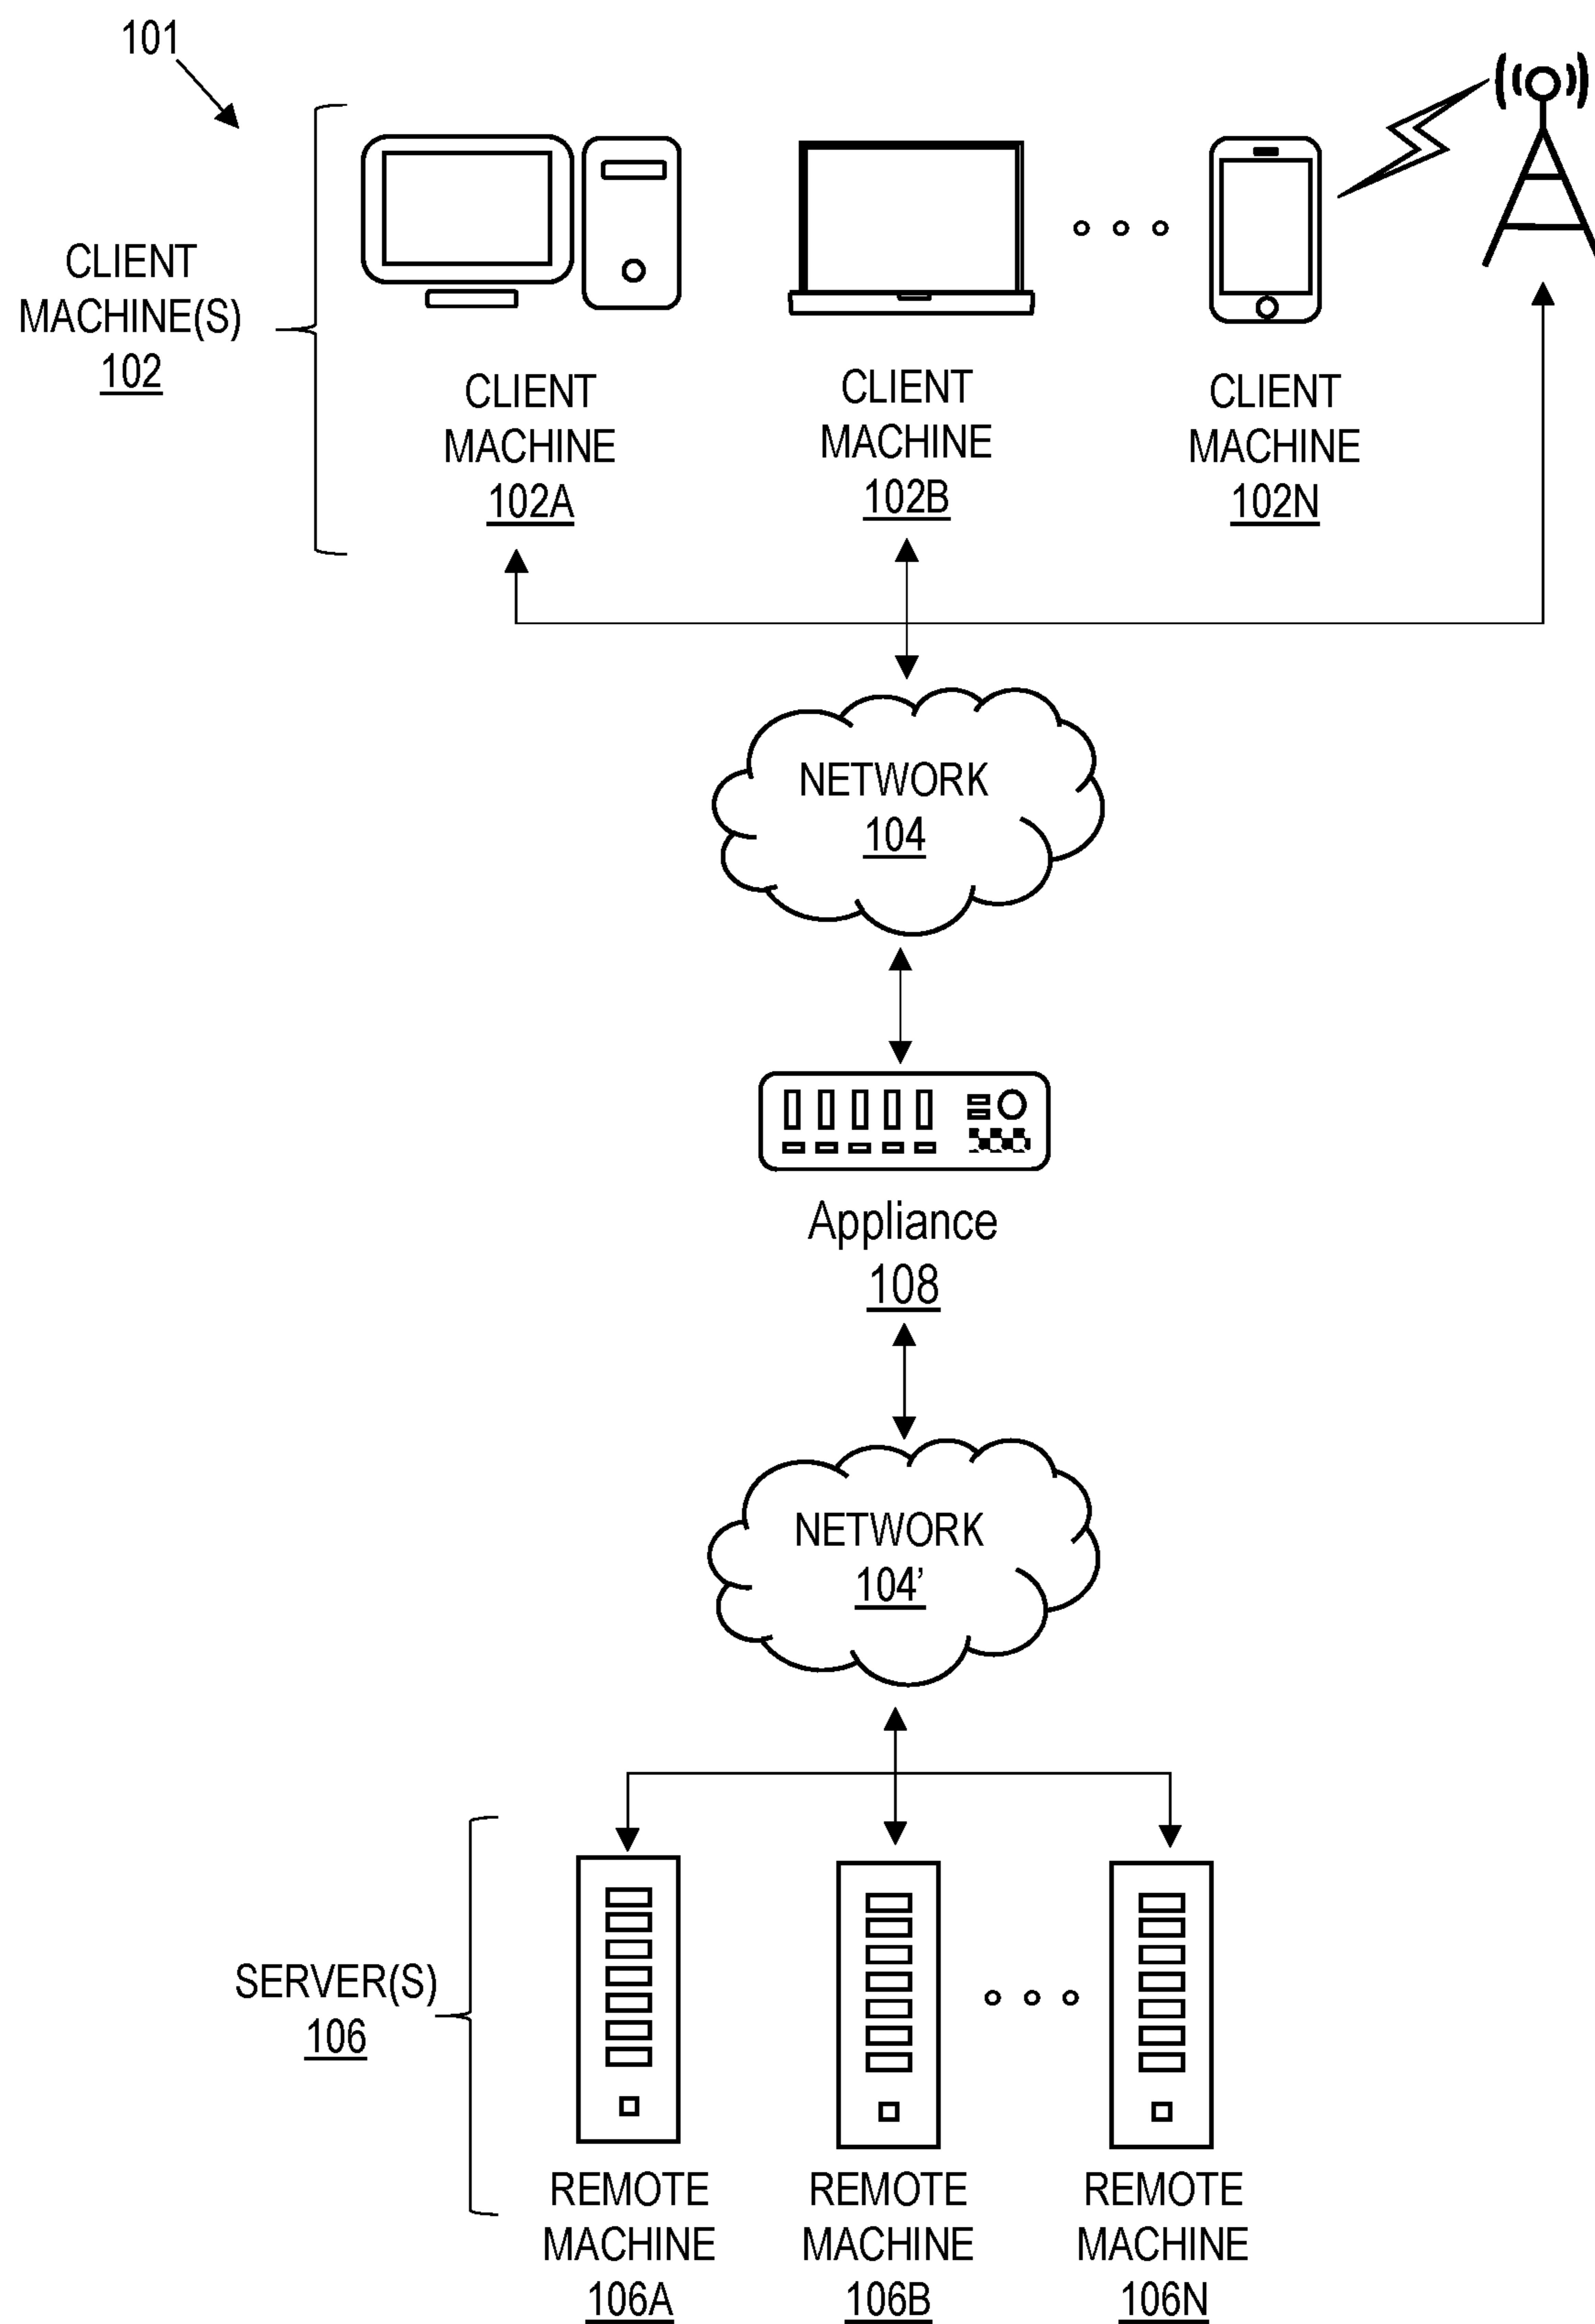 101
CLIENT
MACHINE(S)
102
CLIENT
MACHINE
102A
CLIENT
MACHINE
102B
CLIENT
MACHINE
102N
NETWORK
104
Appliance
108
NETWORK
104’
SERVER(S)
106
REMOTE
MACHINE
106A
REMOTE
MACHINE
106B
REMOTE
MACHINE
106N